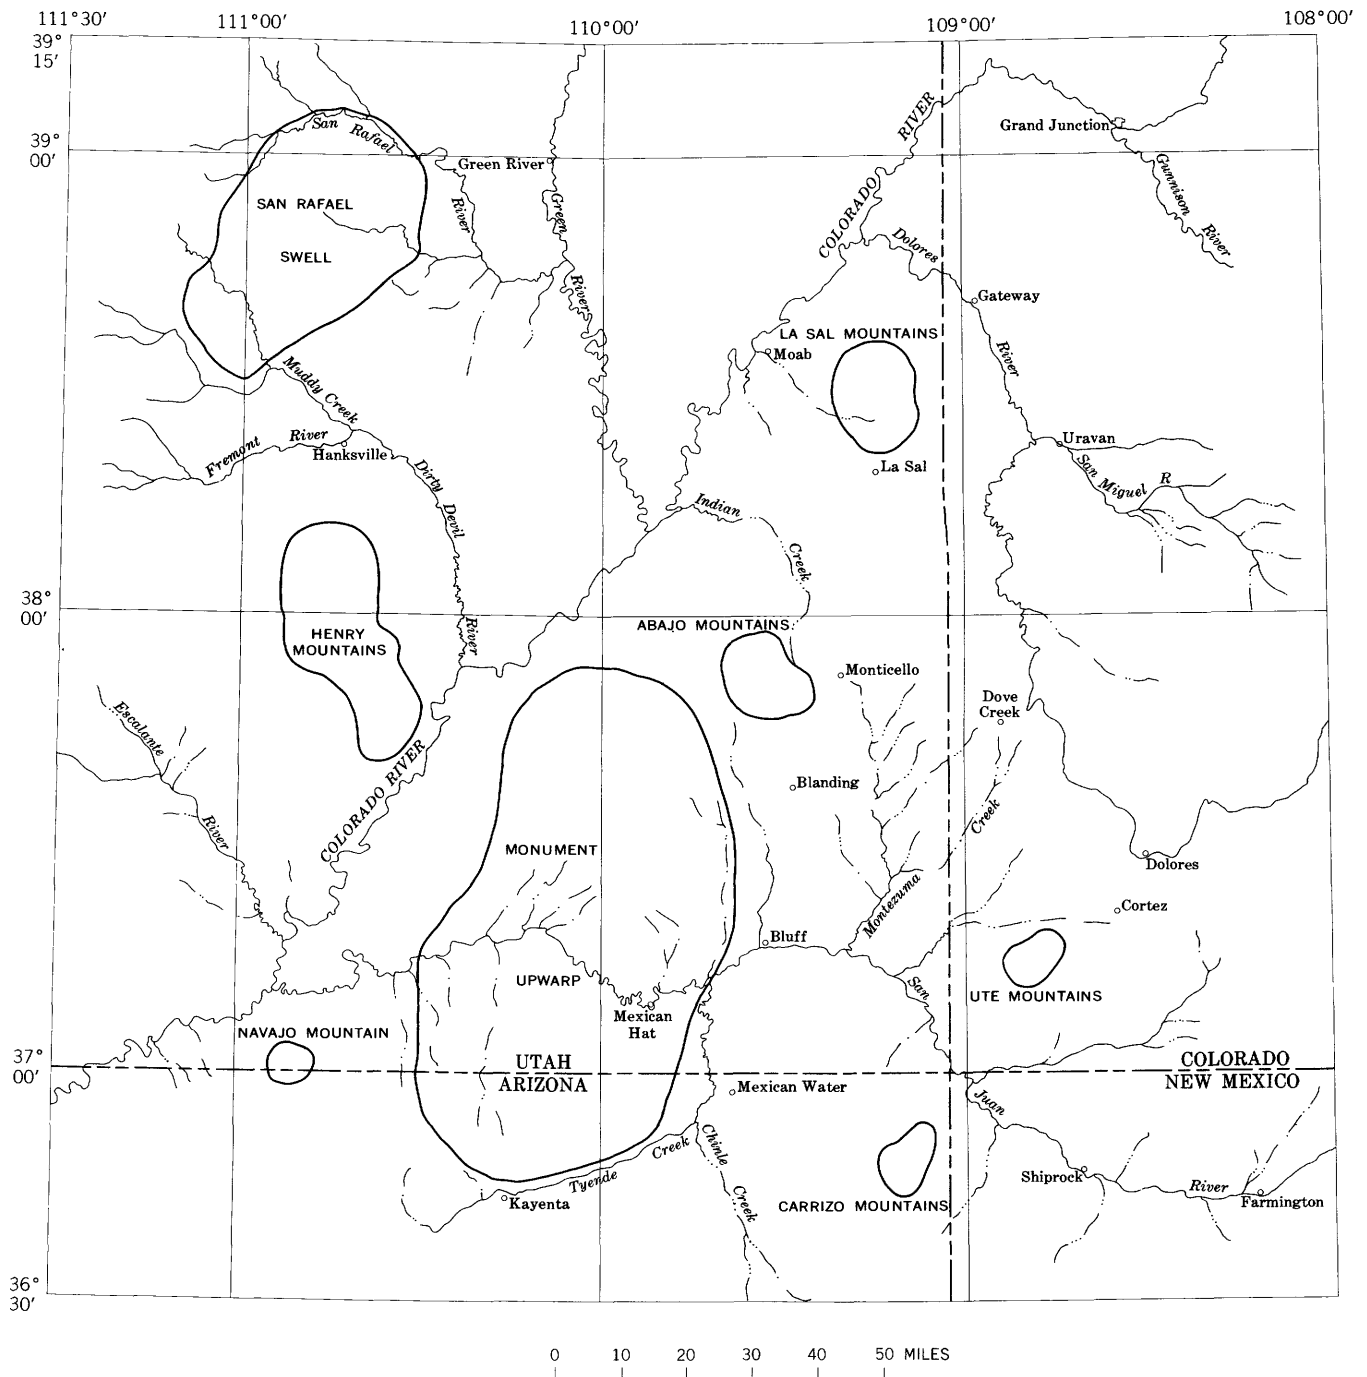 111°30′ 111°00′ 110°00′ 109°00′ 108°00′
39°
15′
RIVER
Grand Junction
San Rafael
39°
00′
Green River
Gunnison
River
SAN RAFAEL
River
Green
COLORADO
Dolores
SWELL
River
Gateway
LA SAL MOUNTAINS
Moab
River
Muddy Creek
Fremont River
Hanksville
Uravan
La Sal
San Miguel R
Dirty
Devil
Indian
Creek
38°
00′
River
HENRY
MOUNTAINS
ABAJO MOUNTAINS
Monticello
Dove
Creek
Escalante
COLORADO RIVER
Blanding
River
Creek
MONUMENT
Dolores
Montezuma
Cortez
Bluff
UPWARP
San
UTE MOUNTAINS
Mexican
Hat
NAVAJO MOUNTAIN
37°
00′
UTAH
ARIZONA
COLORADO
NEW MEXICO
Mexican Water
Juan
Chinle
Creek
Tyende
Creek
Shiprock
River
Kayenta
CARRIZO MOUNTAINS
Farmington
36°
30′
0 10 20 30 40 50 MILES